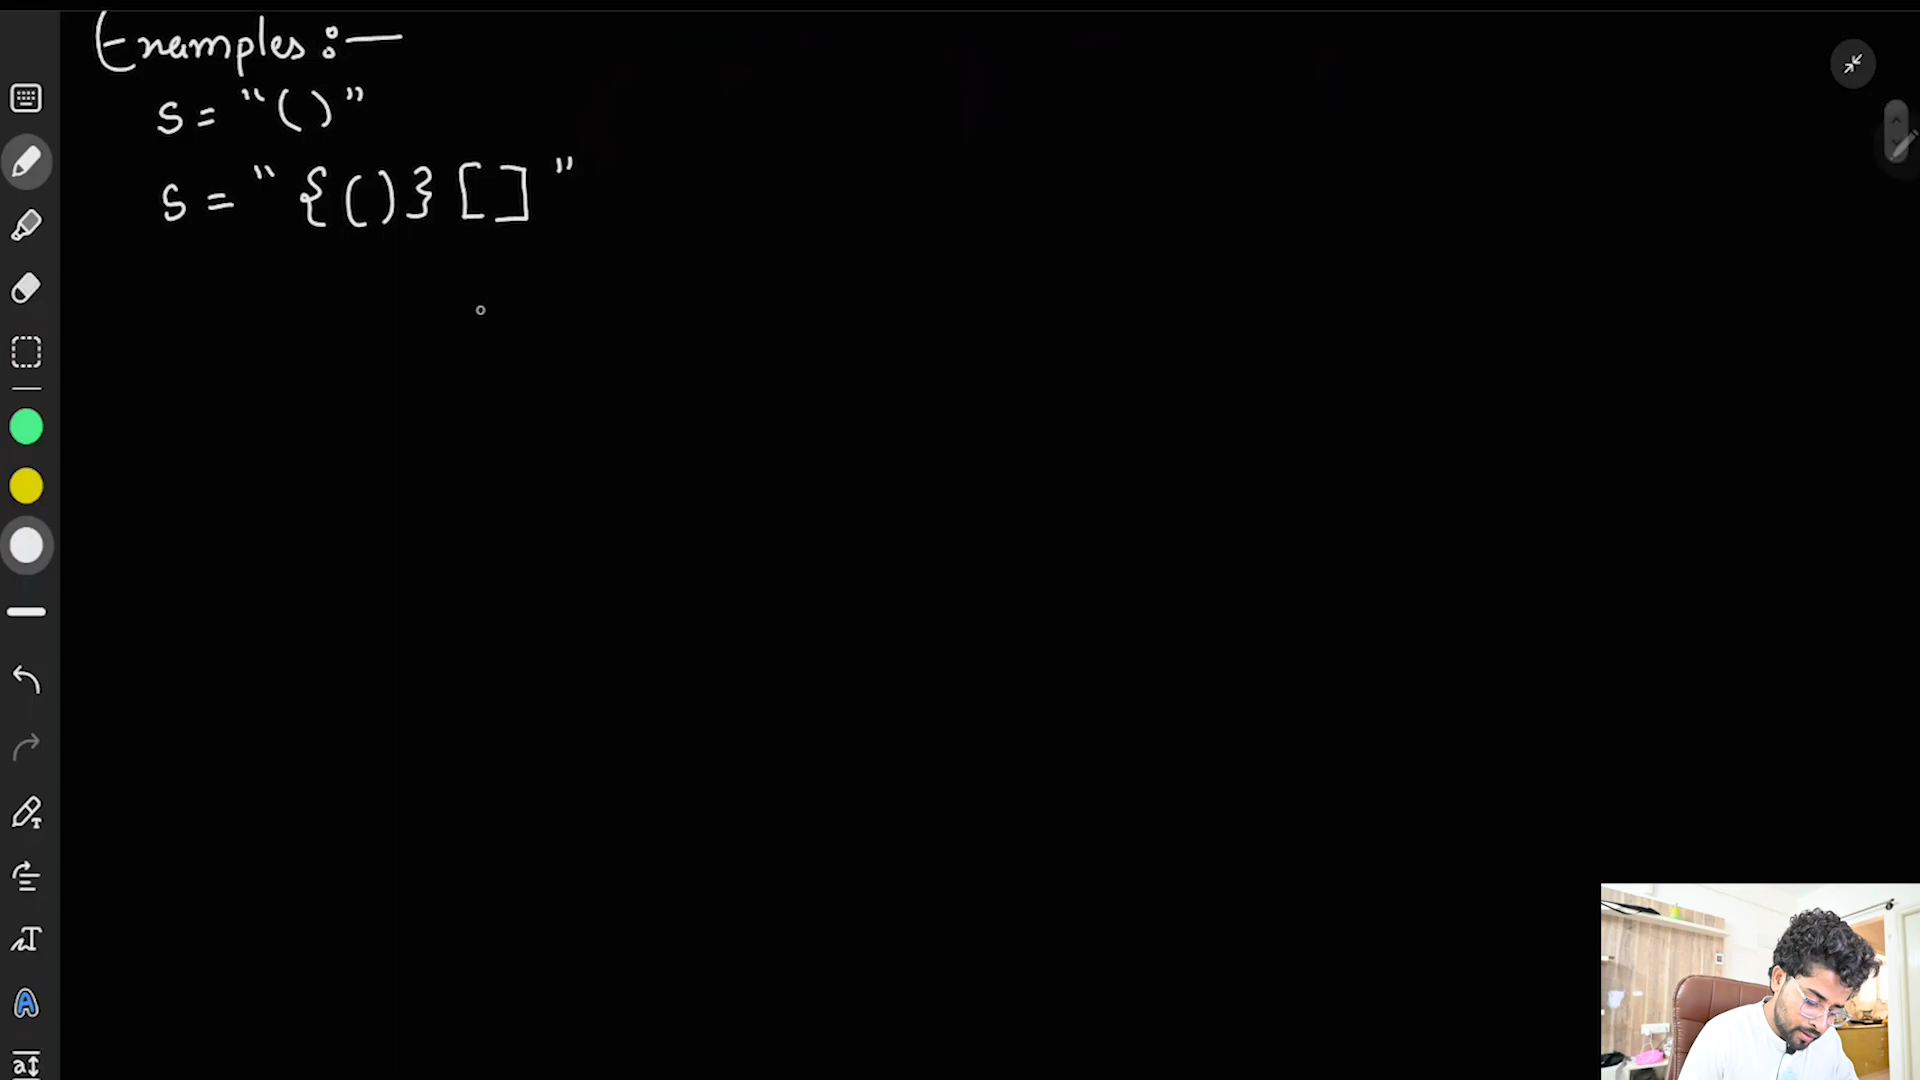 Examples :—
s = “()”
s = “{()}[]”